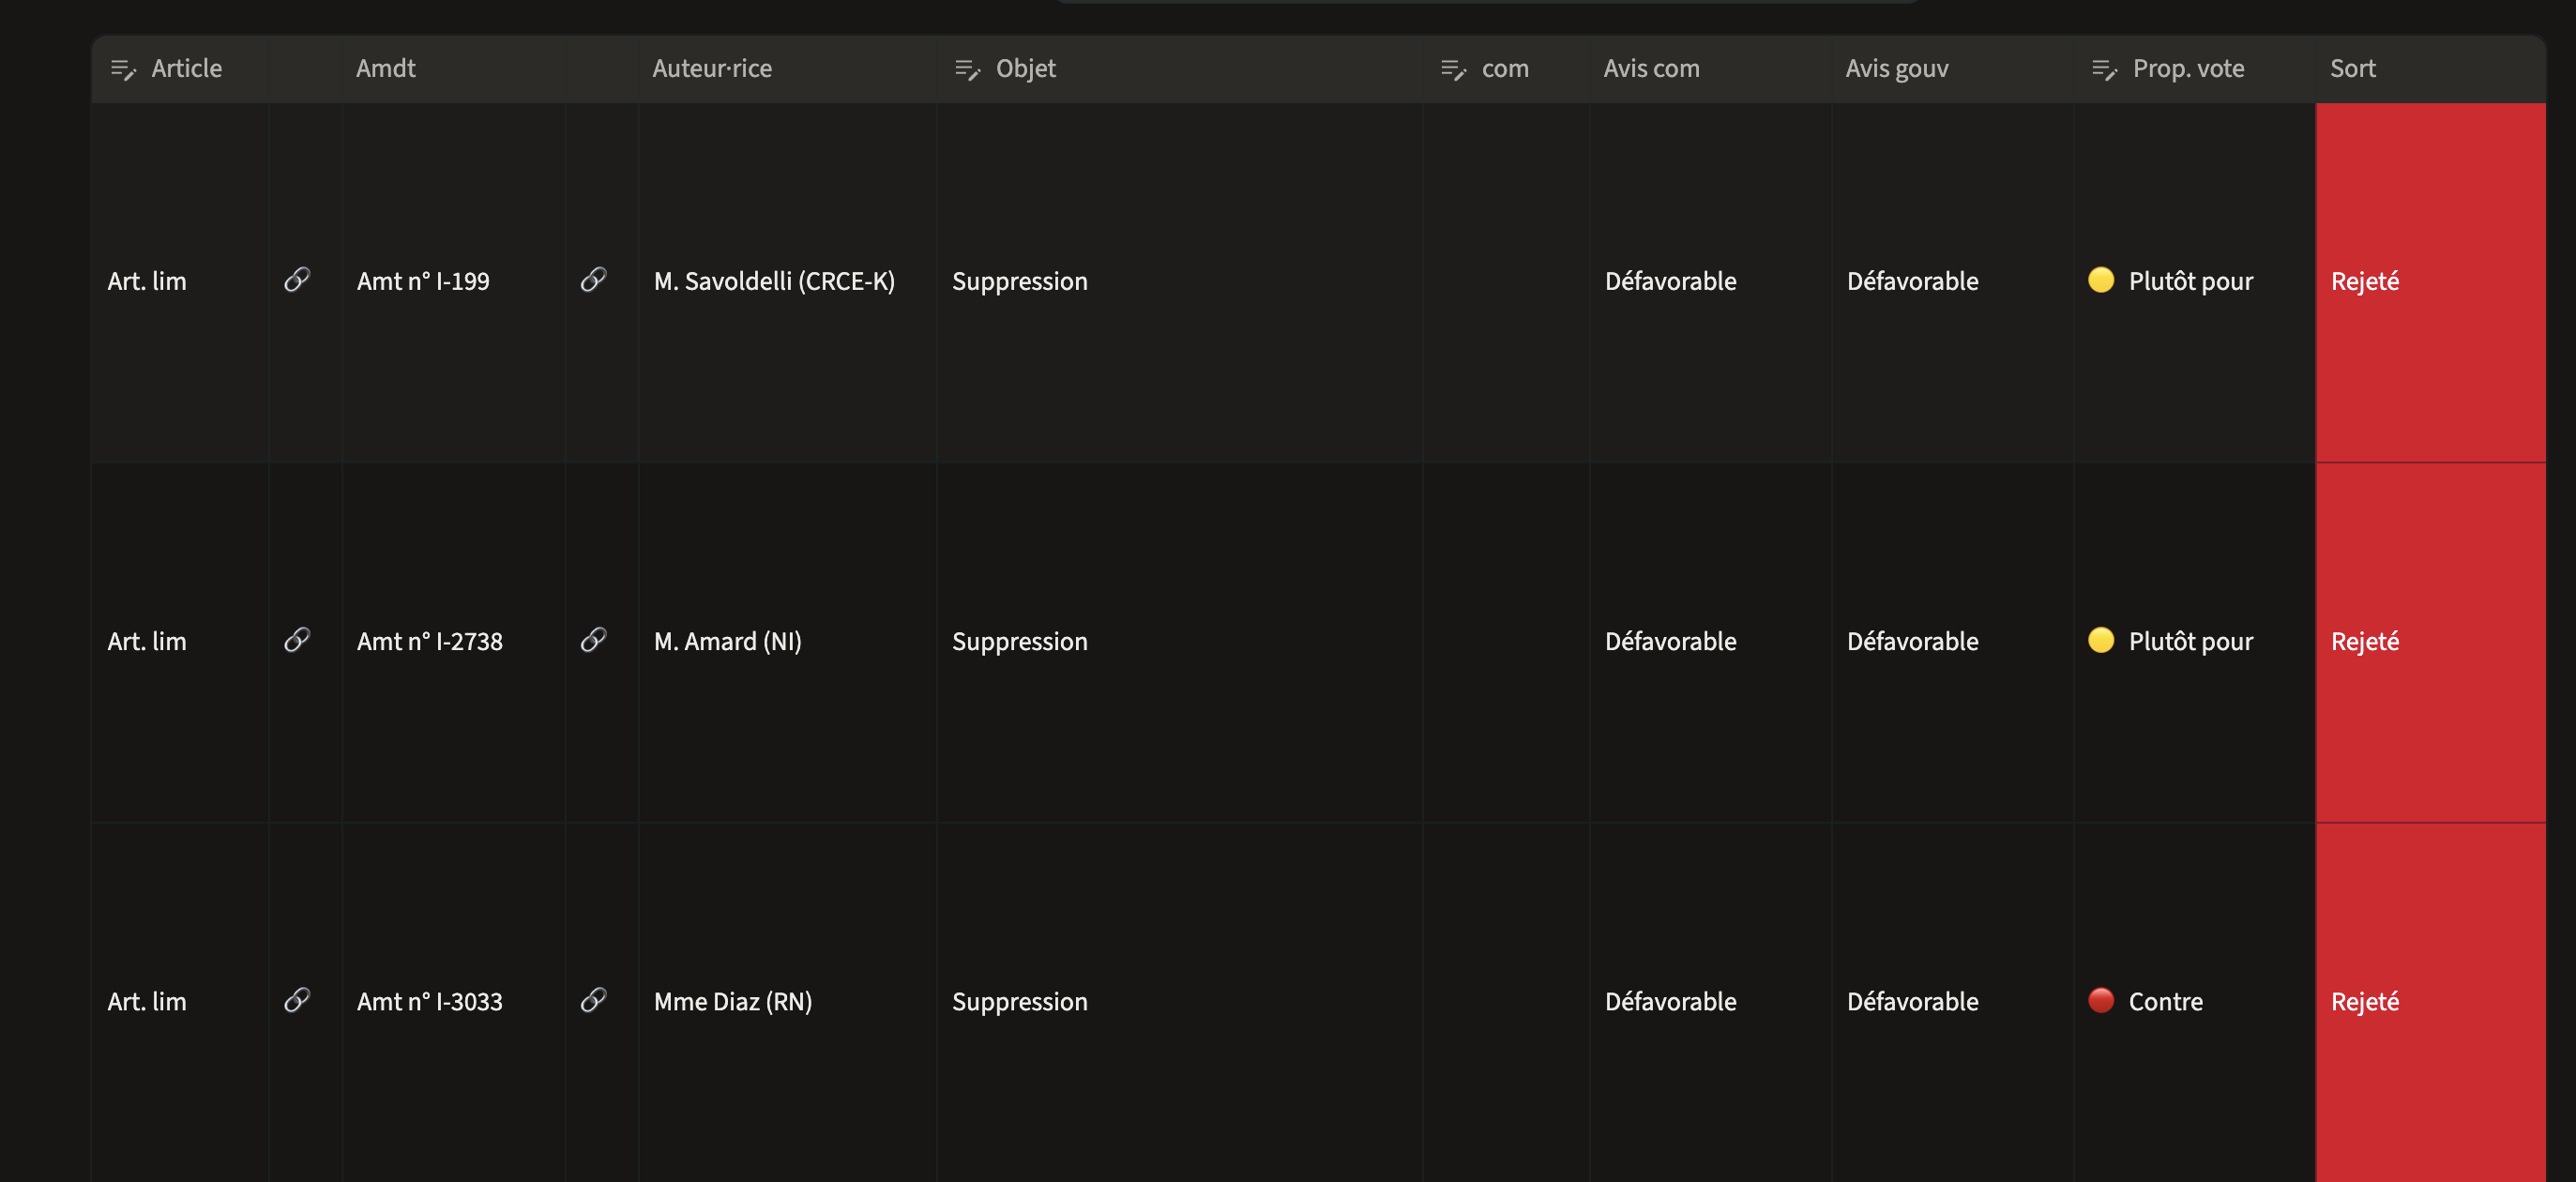 Article Amdt Auteur·rice Objet com Avis com Avis gouv Prop. vote Sort
Art. lim Amt n° I-199 M. Savoldelli (CRCE-K) Suppression Défavorable Défavorable Plutôt pour Rejeté
Art. lim Amt n° I-2738 M. Amard (NI) Suppression Défavorable Défavorable Plutôt pour Rejeté
Art. lim Amt n° I-3033 Mme Diaz (RN) Suppression Défavorable Défavorable Contre Rejeté